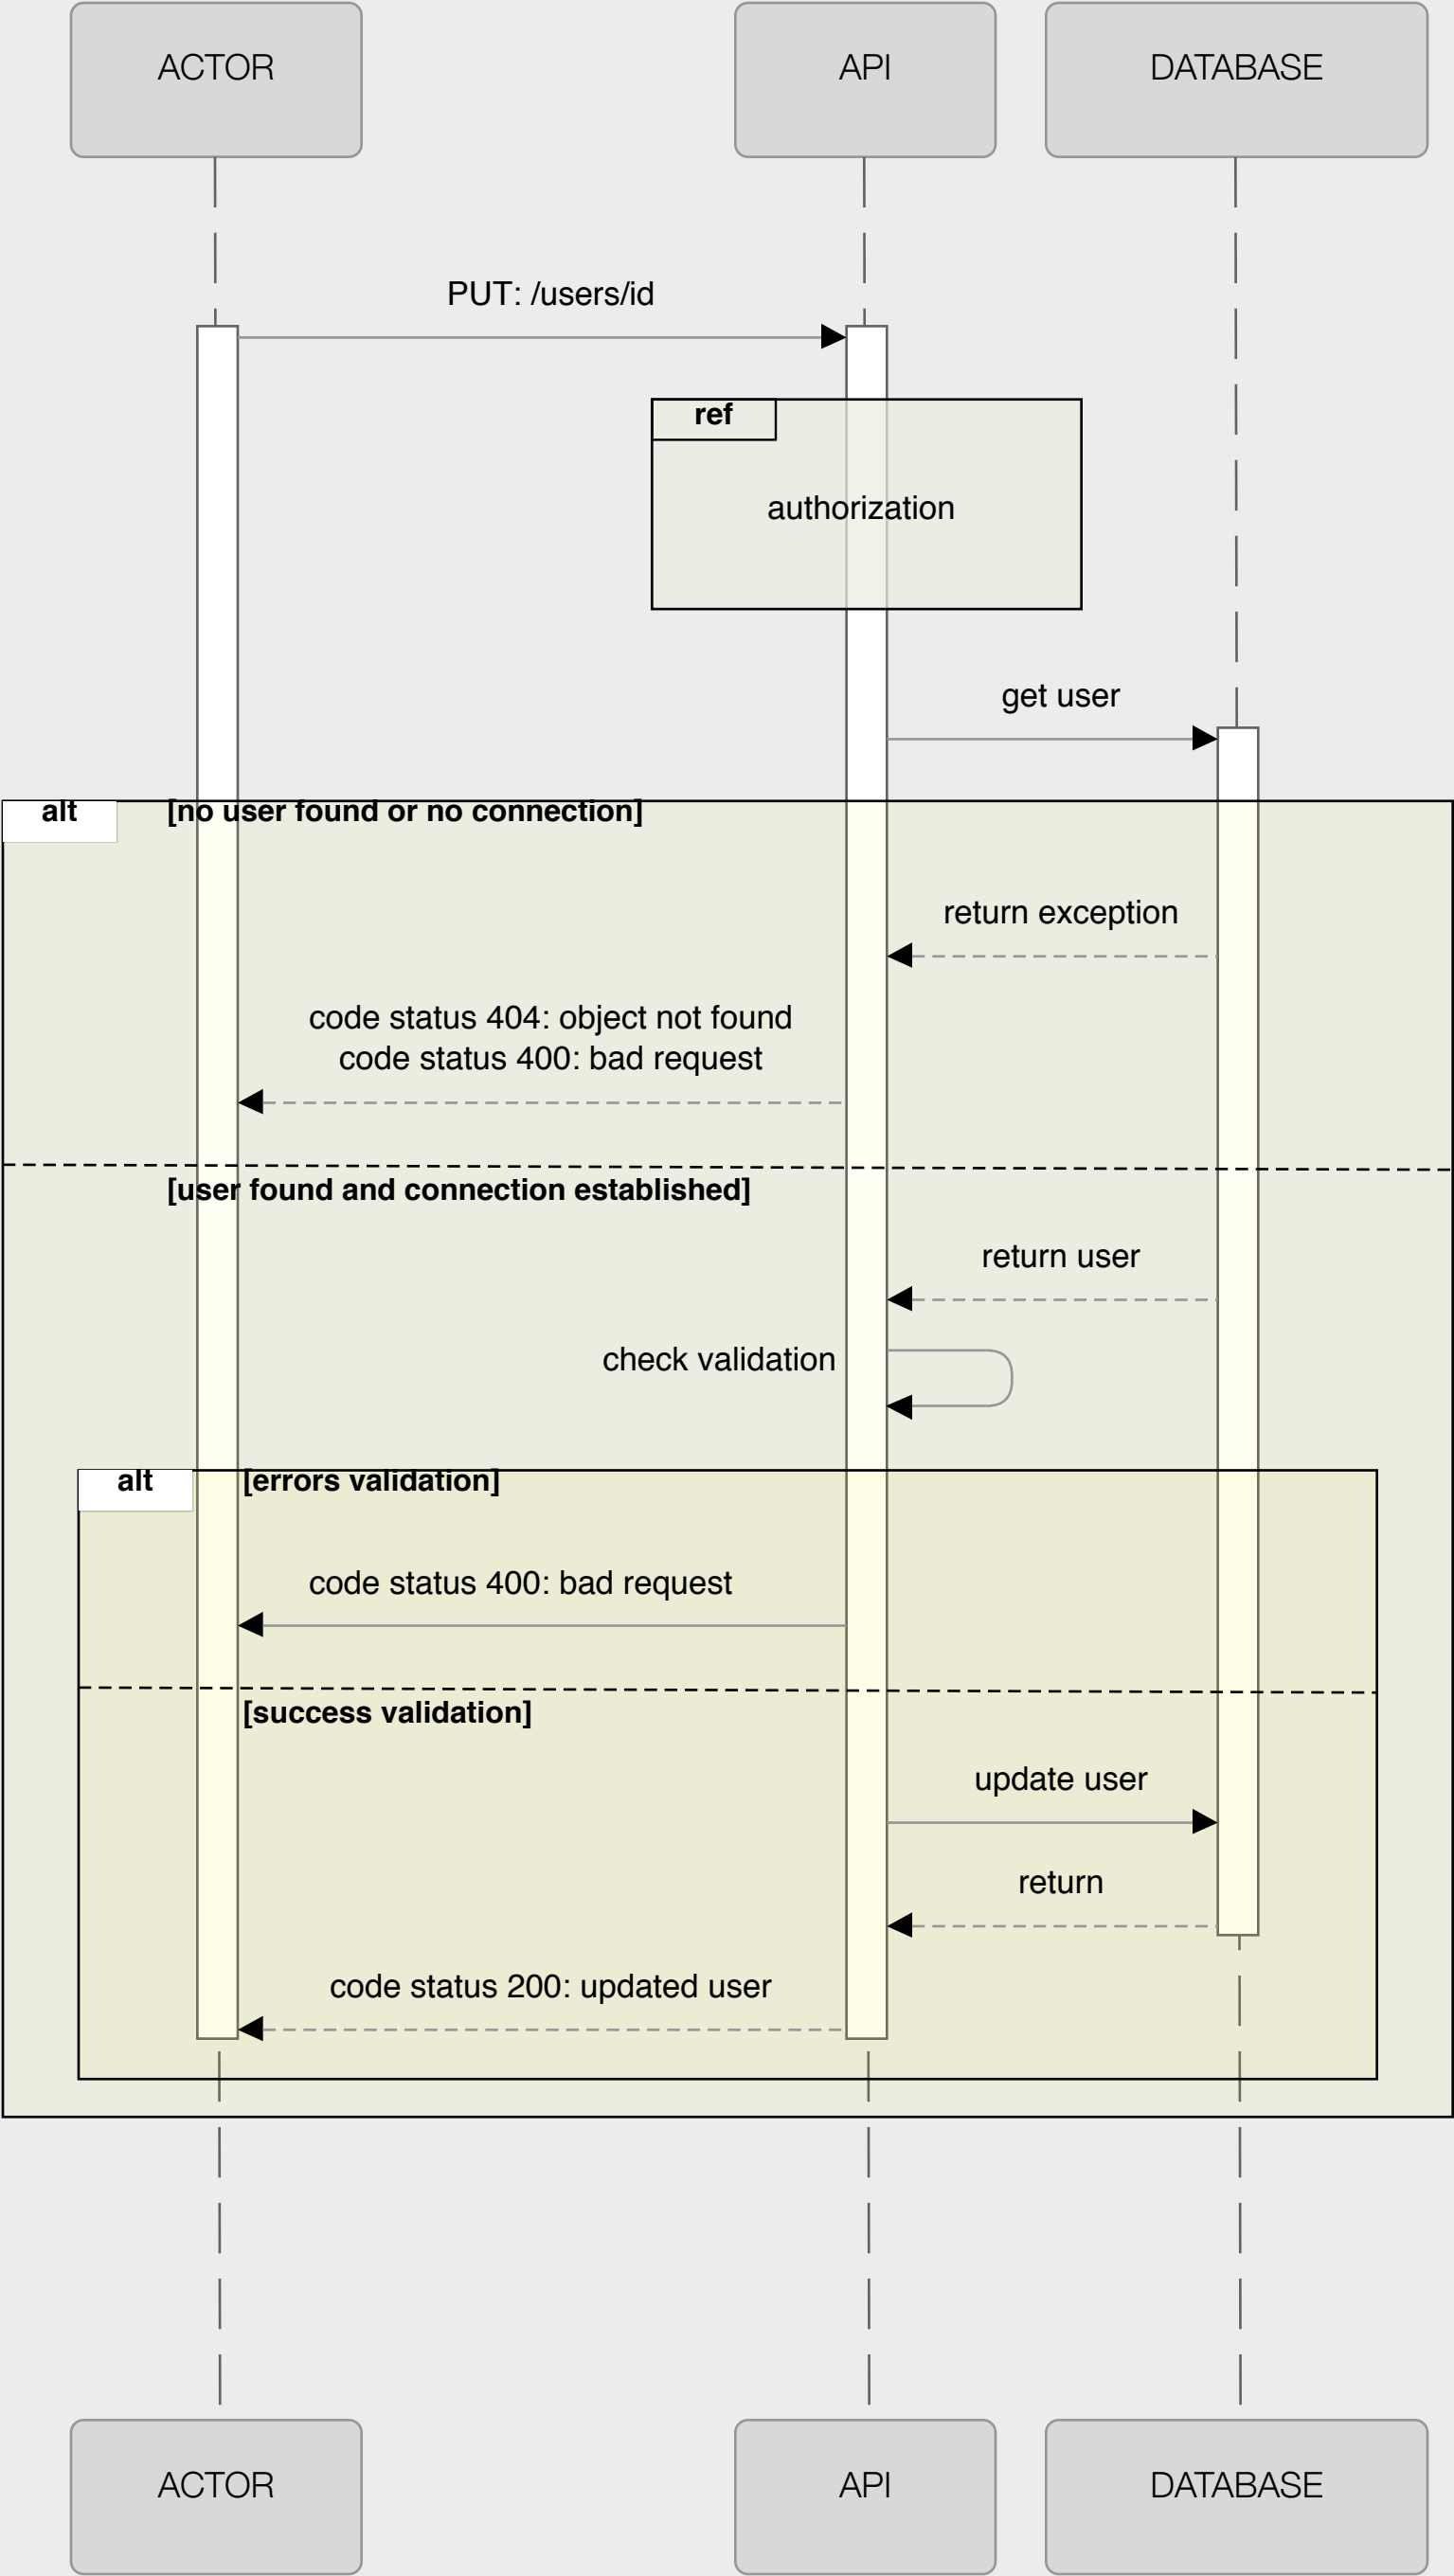 ACTOR
API
DATABASE
PUT: /users/id
ref
authorization
get user
alt
[no user found or no connection]
return exception
code status 404: object not found
code status 400: bad request
[user found and connection established]
return user
check validation
alt
[errors validation]
code status 400: bad request
[success validation]
update user
return
code status 200: updated user
ACTOR
API
DATABASE